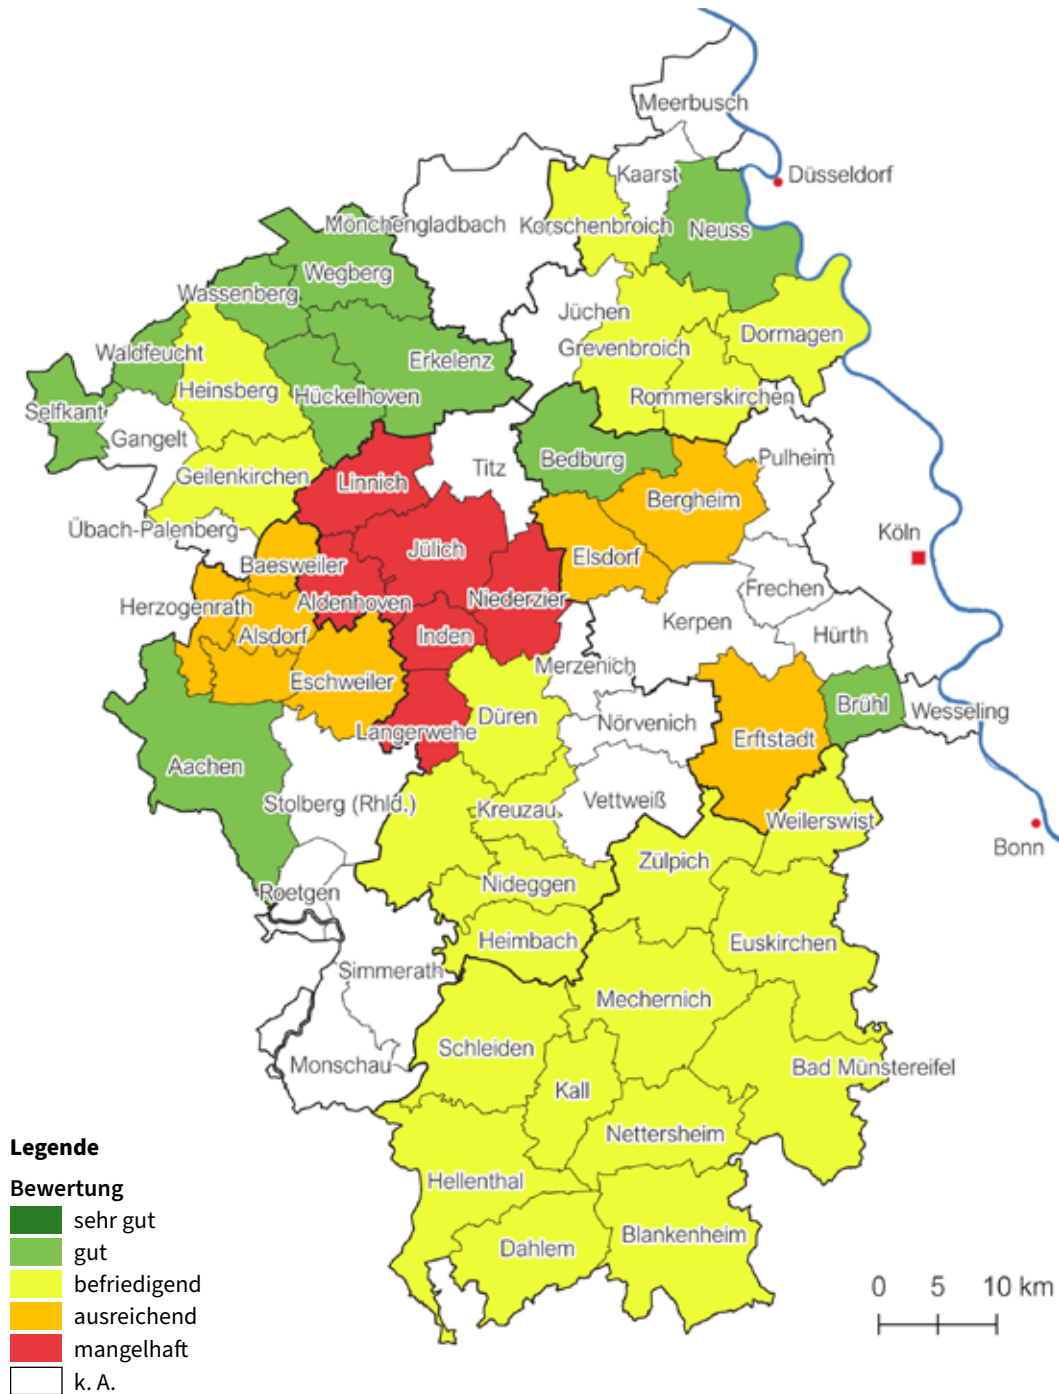 Meerbusch
Kaarst
Düsseldorf
Mönchengladbach
Korschenbroich
Neuss
Wegberg
Wassenberg
Jüchen
Dormagen
Grevenbroich
Waldfeucht
Erkelenz
Heinsberg
Hückelhoven
Rommerskirchen
Selfkant
Gangelt
Bedburg
Pulheim
Titz
Geilenkirchen
Linnich
Bergheim
Übach-Palenberg
Köln
Jülich
Elsdorf
Baesweiler
Frechen
Herzogenrath
Aldenhoven
Niederzier
Kerpen
Hürth
Alsdorf
Inden
Merzenich
Eschweiler
Brühl
Wesseling
Düren
Nörvenich
Langerwehe
Erftstadt
Aachen
Stolberg (Rhld.)
Kreuzau
Vettweiß
Weilerswist
Bonn
Zülpich
Roetgen
Nideggen
Heimbach
Euskirchen
Simmerath
Mechernich
Schleiden
Monschau
Kall
Bad Münstereifel
Nettersheim
Hellenthal
Dahlem
Blankenheim
Legende
Bewertung
sehr gut
gut
befriedigend
ausreichend
mangelhaft
k. A.
0 5 10 km